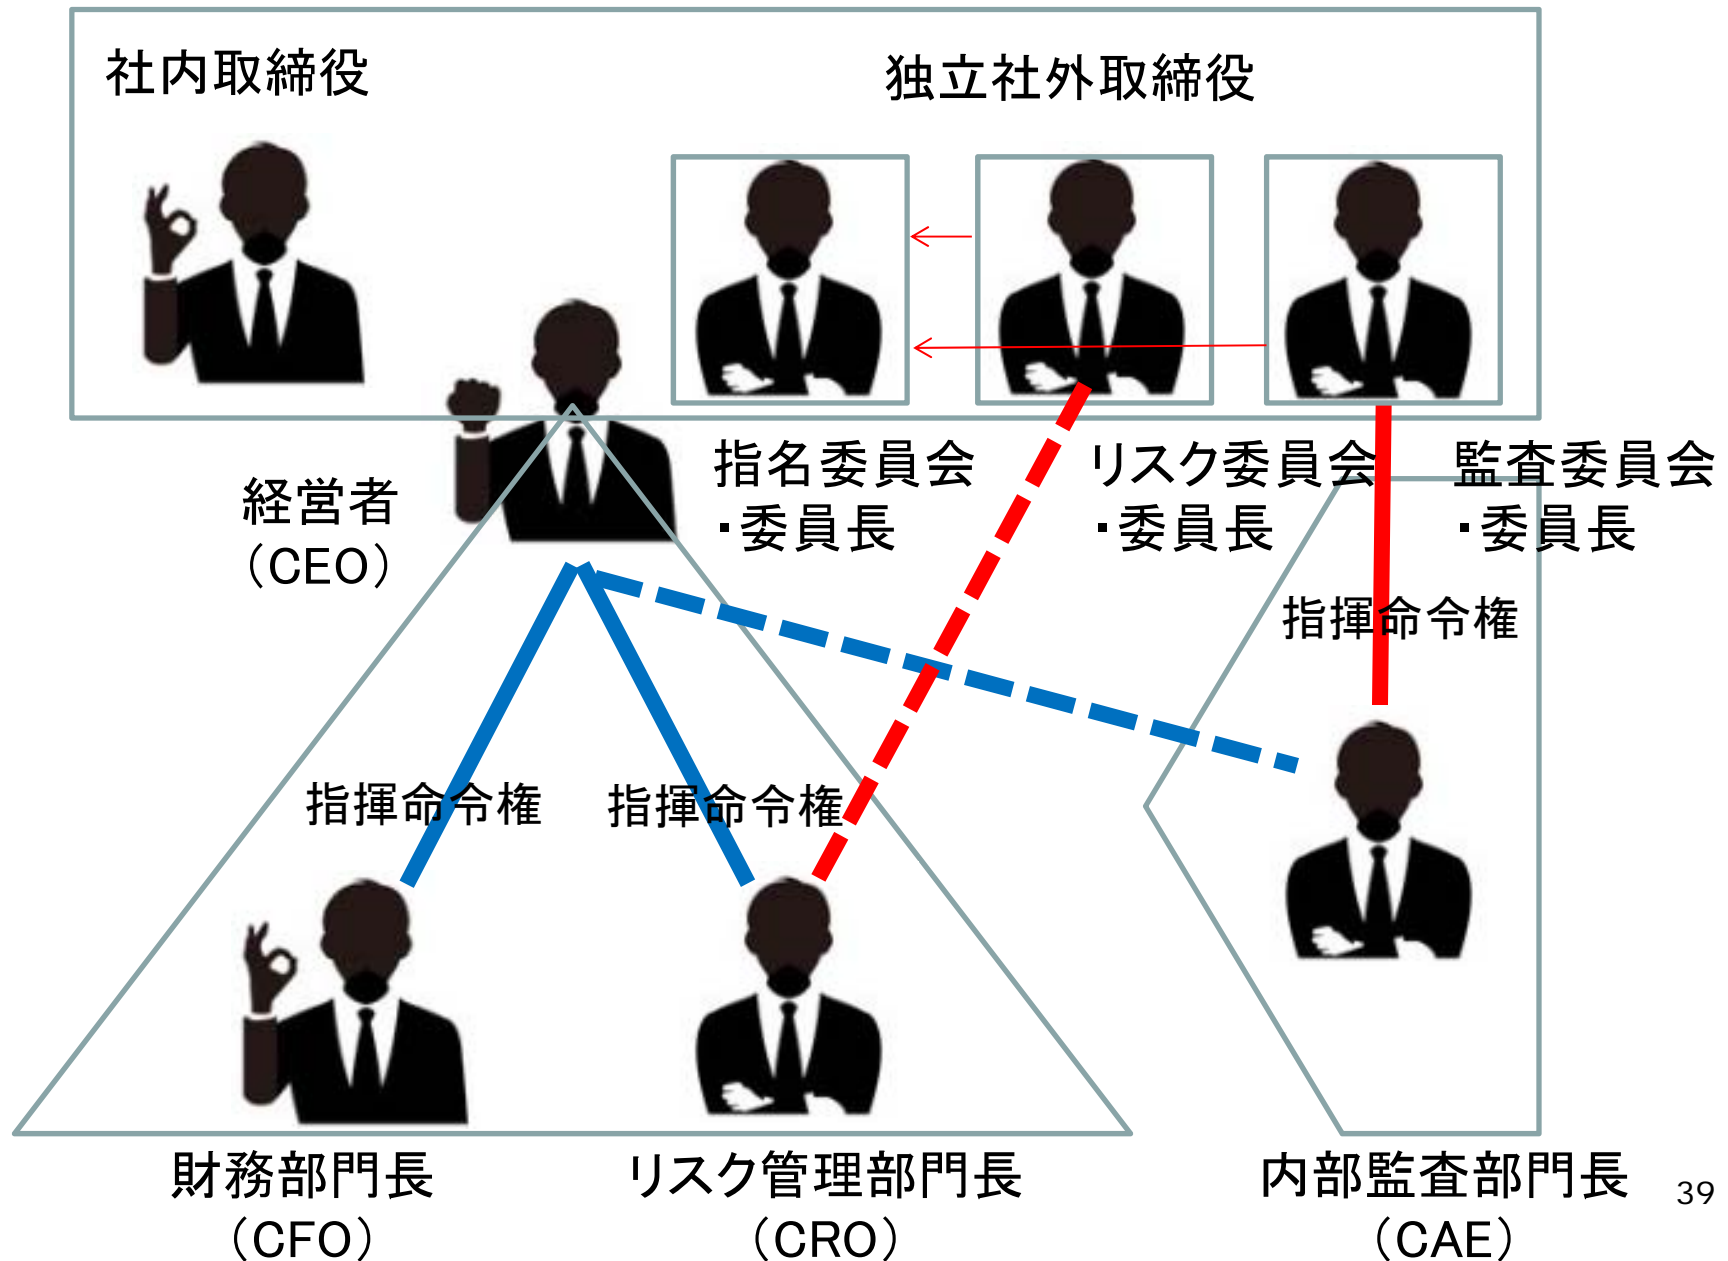 社内取締役
独立社外取締役
経営者
（CEO）
指名委員会
・委員長
リスク委員会
・委員長
監査委員会
・委員長
指揮命令権
指揮命令権
指揮命令権
財務部門長
（CFO）
リスク管理部門長
（CRO）
内部監査部門長
（CAE）
39